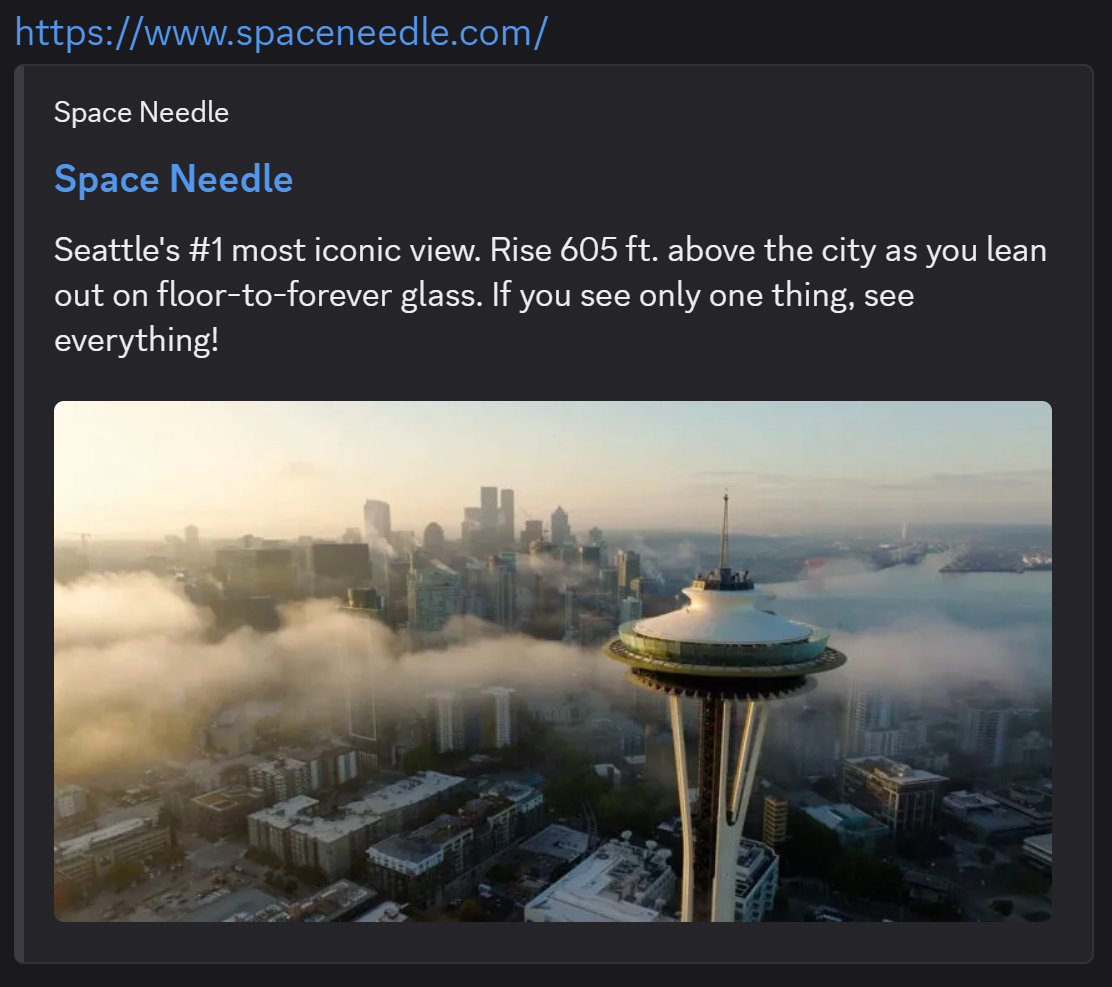 https://www.spaceneedle.com/
Space Needle
Space Needle
Seattle's #1 most iconic view. Rise 605 ft. above the city as you lean
out on floor-to-forever glass. If you see only one thing, see
everything!